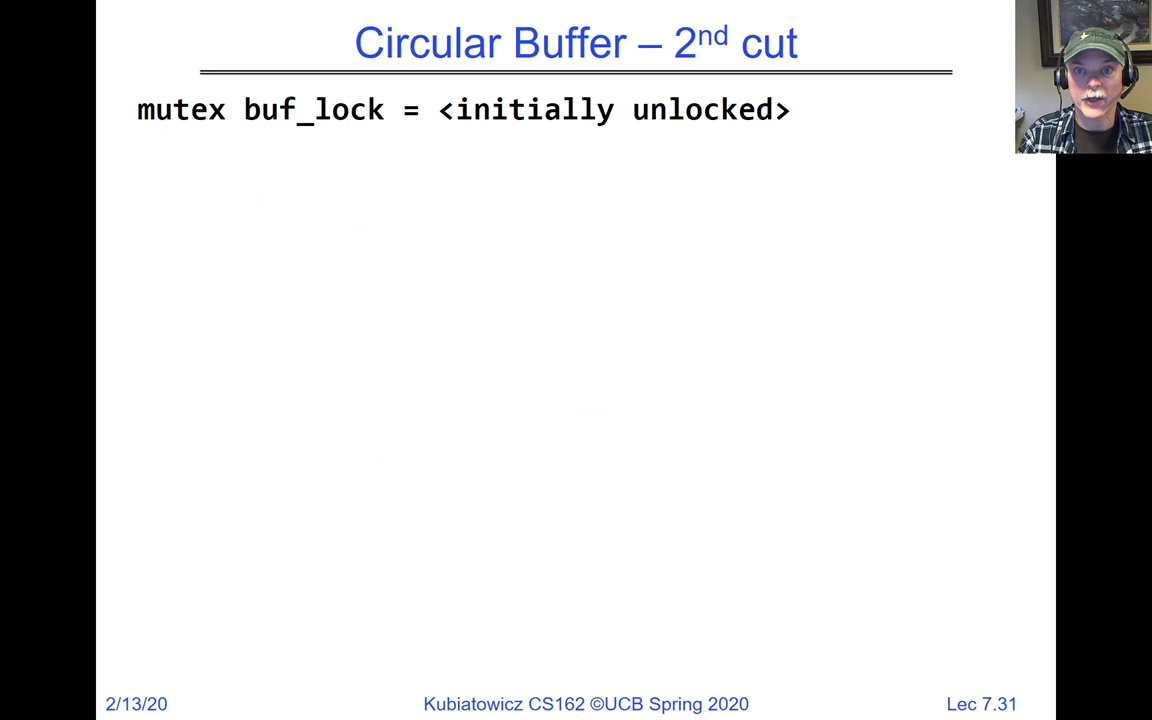 Circular Buffer – 2nd cut
mutex buf_lock = <initially unlocked>
2/13/20
Kubiatowicz CS162 ©UCB Spring 2020
Lec 7.31